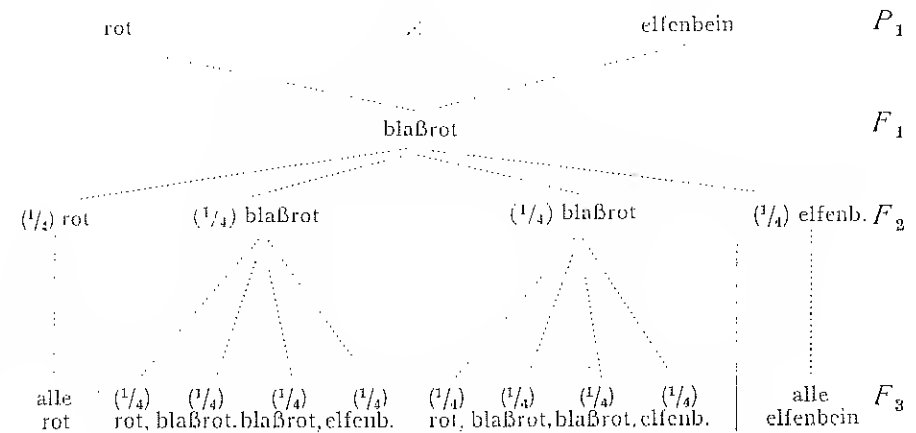 rot × elfenbein P₁
blaßrot F₁
(¹/₄) rot (¹/₄) blaßrot (¹/₄) blaßrot (¹/₄) elfenb. F₂
alle (¹/₄) (¹/₄) (¹/₄) (¹/₄) (¹/₄) (¹/₄) (¹/₄) (¹/₄) alle F₃
rot rot, blaßrot. blaßrot, elfenb. rot, blaßrot, blaßrot, elfenb. elfenbein